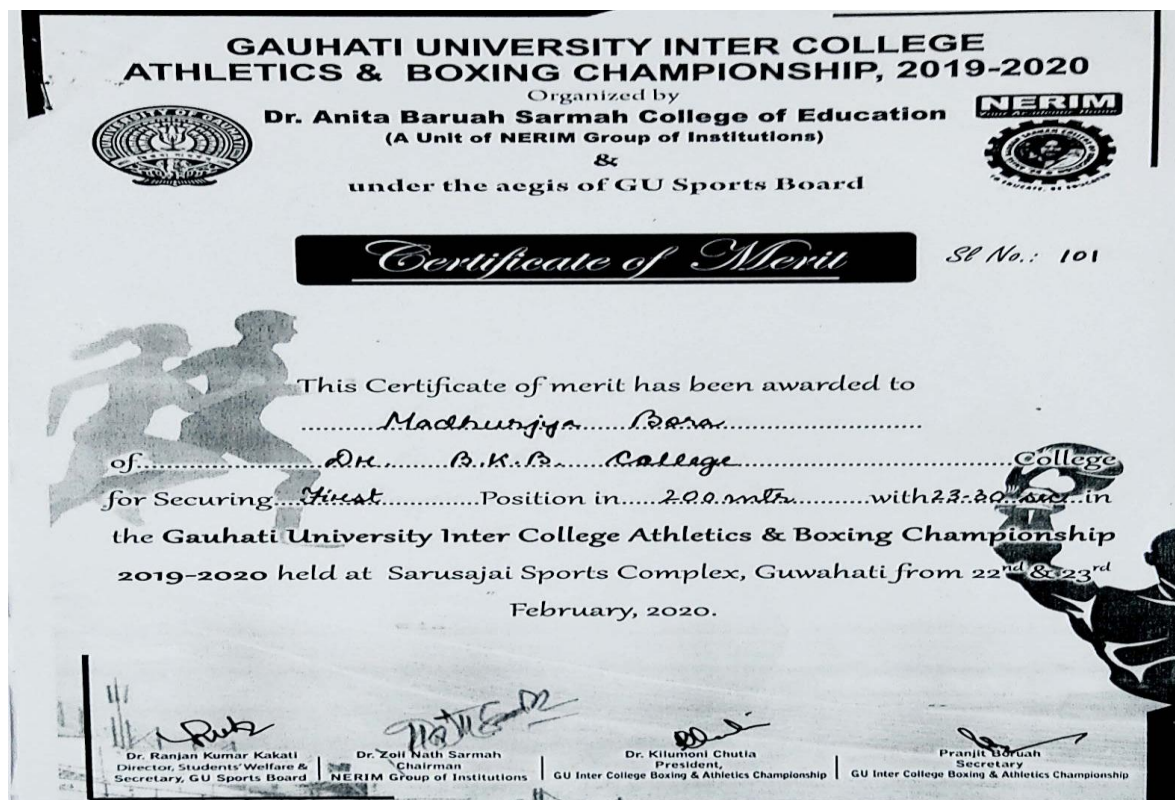 GAUHATI UNIVERSITY INTER COLLEGE
ATHLETICS & BOXING CHAMPIONSHIP, 2019-2020
Organized by
Dr. Anita Baruah Sarmah College of Education
(A Unit of NERIM Group of Institutions)
&
under the aegis of GU Sports Board
NERIM
Certificate of Merit
Sl No.: 101
This Certificate of merit has been awarded to
Madhurjya Bora
of Dr. B.K.B. College College
for Securing First Position in 200 mtr with 23-20 sec in
the Gauhati University Inter College Athletics & Boxing Championship
2019-2020 held at Sarusajai Sports Complex, Guwahati from 22nd & 23rd
February, 2020.
Dr. Ranjan Kumar Kakati
Director, Students' Welfare &
Secretary, GU Sports Board
Dr. Zoii Nath Sarmah
Chairman
NERIM Group of Institutions
Dr. Kilumoni Chutia
President,
GU Inter College Boxing & Athletics Championship
Pranjit Boruah
Secretary
GU Inter College Boxing & Athletics Championship